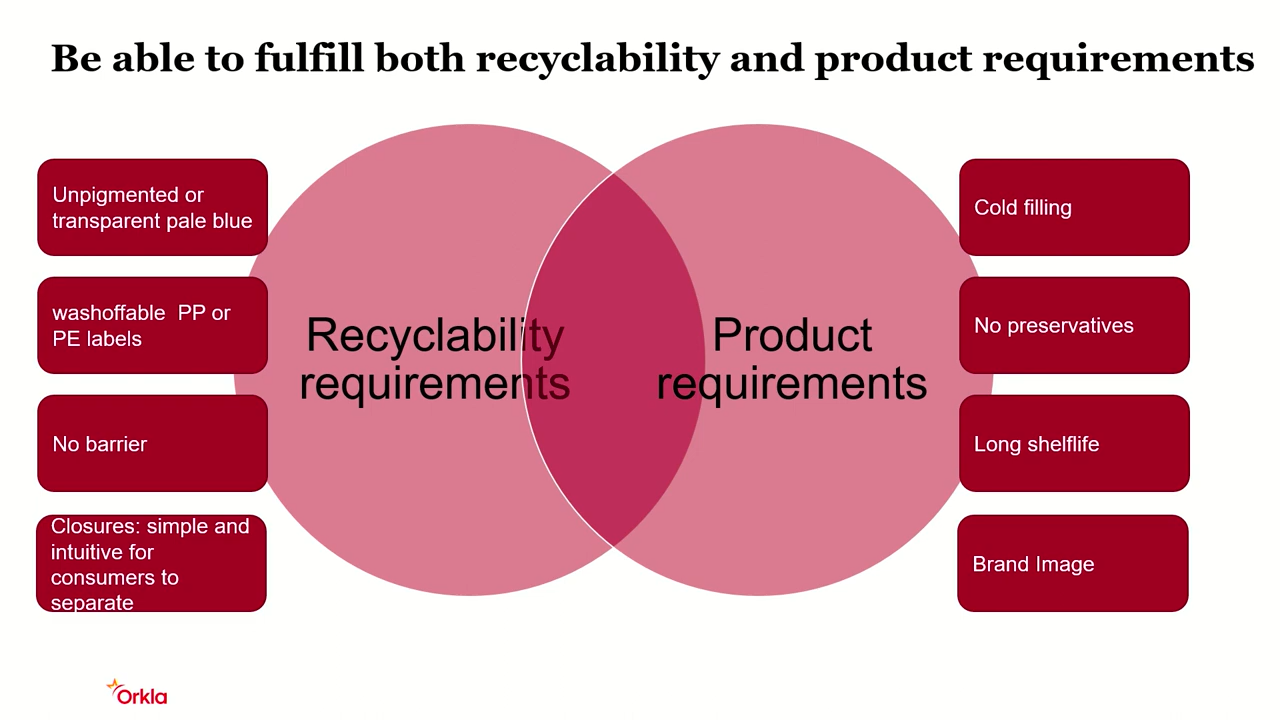 Be able to fulfill both recyclability and product requirements
Unpigmented or
transparent pale blue
washoffable  PP or
PE labels
No barrier
Closures: simple and
intuitive for
consumers to
separate
Recyclability
requirements
Product
requirements
Cold filling
No preservatives
Long shelflife
Brand Image
Orkla